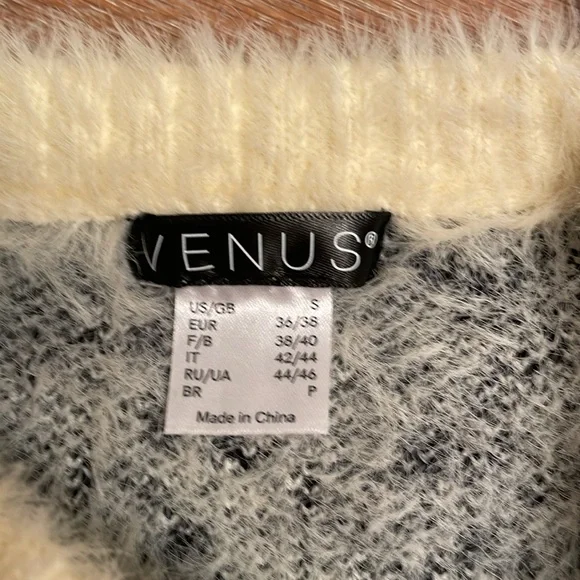 VENUS®
US/GB S
EUR 36/38
F/B 38/40
IT 42/44
RU/UA 44/46
BR P
Made in China